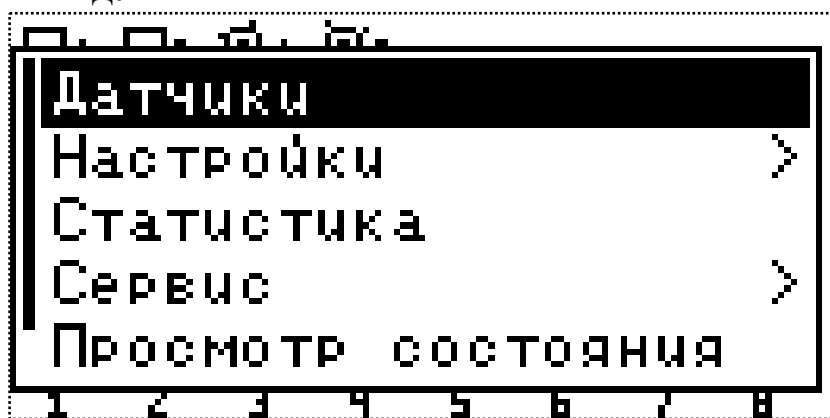 Датчики
Настройки >
Статистика
Сервис >
Просмотр состояния
1 2 3 4 5 6 7 8